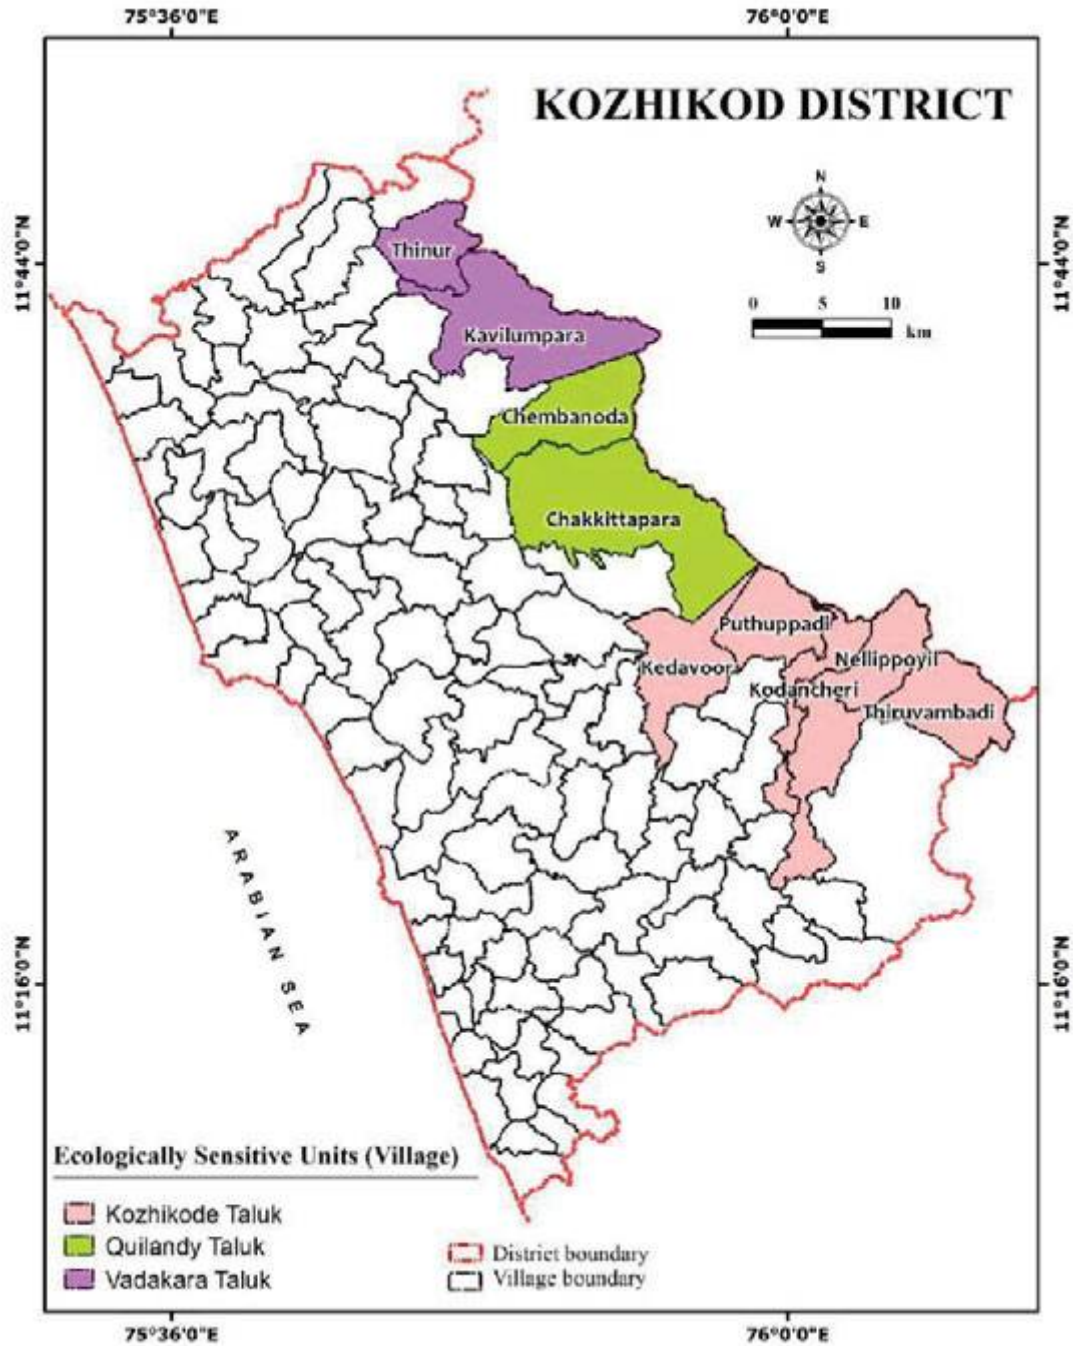 75°36'0"E
76°0'0"E
KOZHIKOD DISTRICT
N
W
E
S
11°44'0"N
11°44'0"N
0 5 10
km
Thinur
Kavilumpara
Chembanoda
Chakkittapara
Puthuppadi
Kedavoor
Nellippoyil
Kodancheri
Thiruvambadi
ARABIAN SEA
11°16'0"N
11°16'0"N
Ecologically Sensitive Units (Village)
Kozhikode Taluk
Quilandy Taluk
Vadakara Taluk
District boundary
Village boundary
75°36'0"E
76°0'0"E